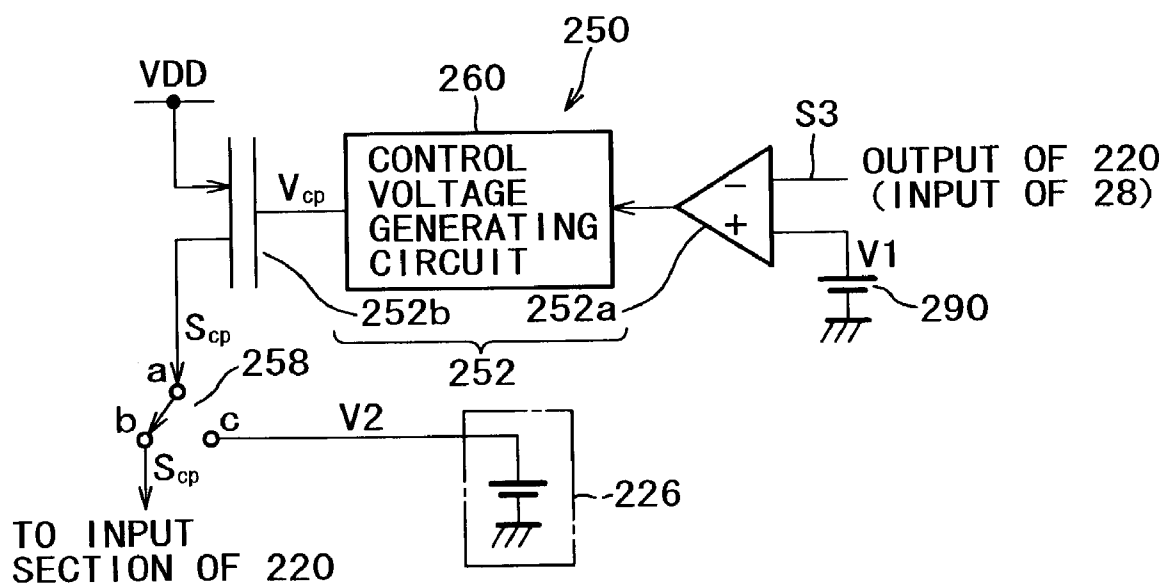 250
VDD
260
S3
CONTROL
VOLTAGE
GENERATING
CIRCUIT
Vcp
OUTPUT OF 220
(INPUT OF 28)
−
+
V1
252b
252a
290
Scp
252
a
258
b
c
V2
Scp
226
TO INPUT
SECTION OF 220